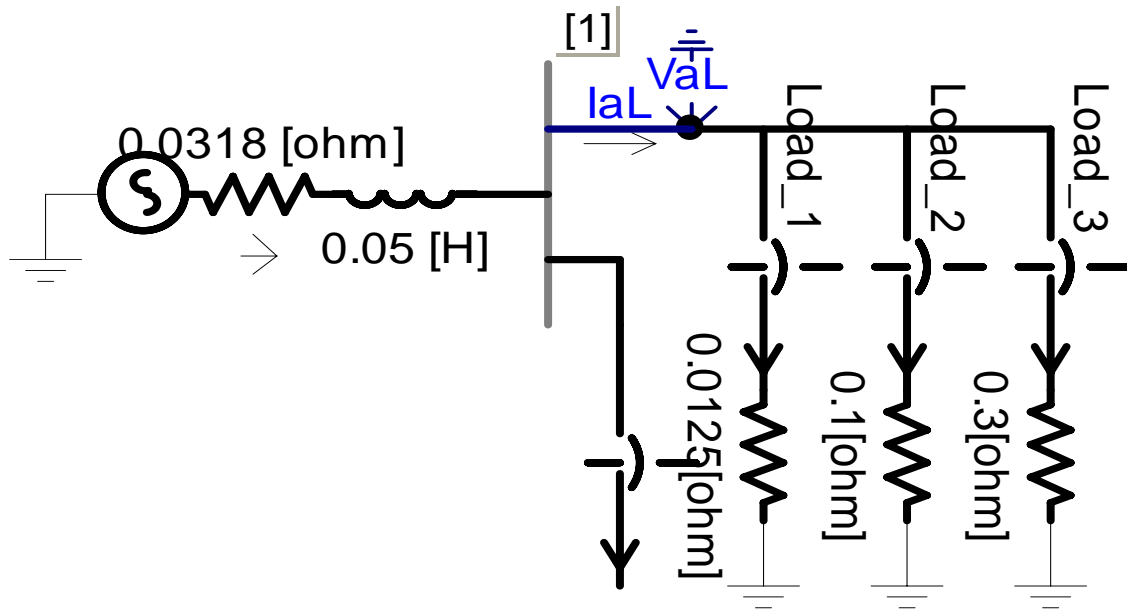 [1]
VaL
IaL
0.0318 [ohm]
0.05 [H]
Load_1
Load_2
Load_3
0.0125[ohm]
0.1[ohm]
0.3[ohm]